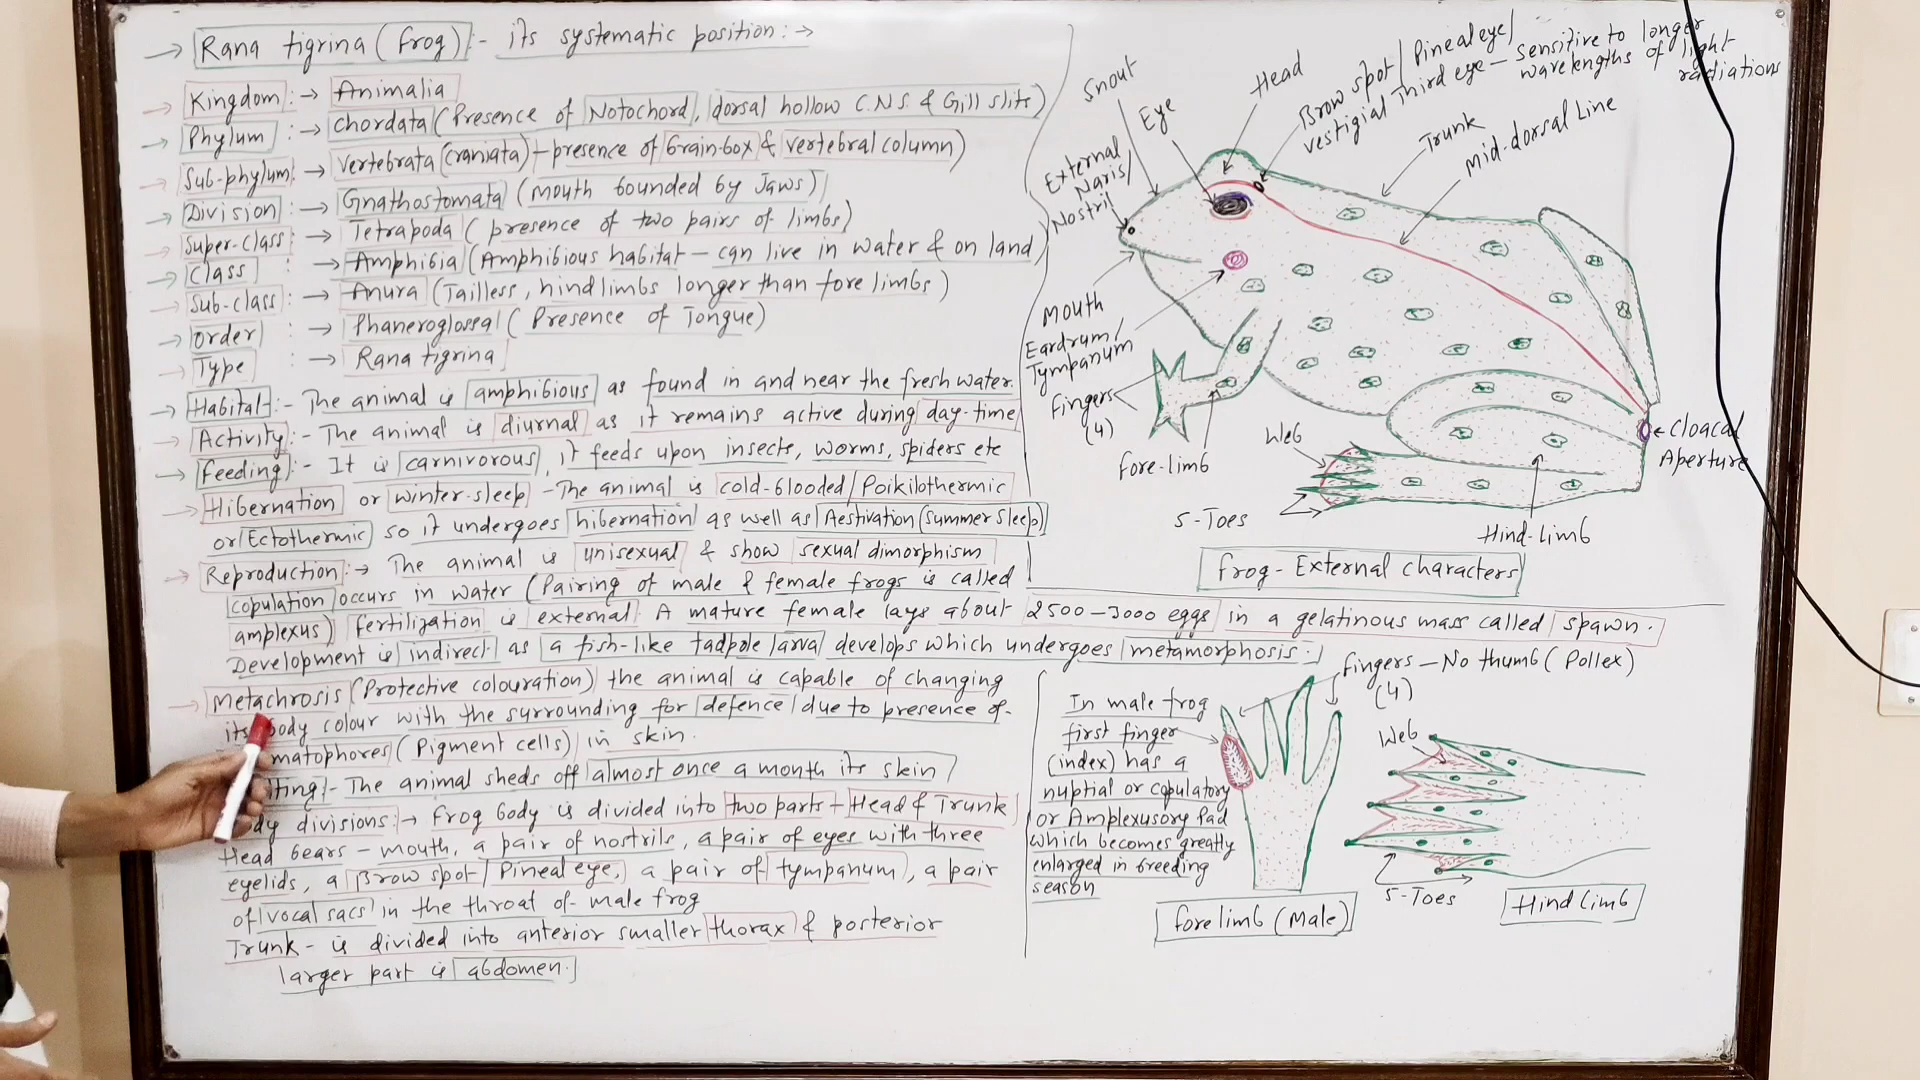 → Rana tigrina (frog) :- its systematic position: →
→ Kingdom : → Animalia
→ Phylum : → Chordata (Presence of Notochord, dorsal hollow C.N.S & Gill slits)
→ Sub-phylum: → Vertebrata (Craniata) - presence of Brain-box & vertebral column)
→ Division : → Gnathostomata (mouth bounded by Jaws)
→ Super-class : → Tetrapoda (presence of two pairs of limbs)
→ Class : → Amphibia (Amphibious habitat - can live in water & on land)
→ Sub-class : → Anura (Tailless, hind limbs longer than fore limbs)
→ order : → Phaneroglossa (Presence of Tongue)
→ Type : → Rana tigrina
→ Habitat :- The animal is amphibious as found in and near the fresh water.
→ Activity :- The animal is diurnal as it remains active during day-time
→ feeding :- It is carnivorous, it feeds upon insects, worms, spiders etc
→ Hibernation or winter-sleep - The animal is cold-blooded/Poikilothermic
or Ectothermic so it undergoes hibernation as well as Aestivation (summer sleep)
→ Reproduction: → The animal is unisexual & show sexual dimorphism
copulation occurs in water (Pairing of male & female frogs is called
amplexus) fertilization is external. A mature female lays about 2500-3000 eggs in a gelatinous mass called spawn.
Development is indirect as a fish-like tadpole larva develops which undergoes metamorphosis.
→ Metachrosis (Protective colouration) the animal is capable of changing
its body colour with the surrounding for defence due to presence of
matophores (Pigment cells) in skin.
lting :- The animal sheds off almost once a month its skin
dy divisions: → frog body is divided into two parts - Head & Trunk
Head bears - mouth, a pair of nostrils, a pair of eyes with three
eyelids, a Brow spot/Pineal eye, a pair of tympanum, a pair
of vocal sacs in the throat of male frog
Trunk - is divided into anterior smaller thorax & posterior
larger part is abdomen.
Snout
Eye
Head
Brow spot/Pineal eye/
vestigial Third eye - sensitive to longer
wavelengths of light
radiations
Trunk
Mid-dorsal Line
External
Naris/
Nostril
Mouth
Eardrum/
Tympanum
fingers
(4)
fore-limb
Web
5-Toes
Hind-limb
← Cloacal
Aperture
frog - External characters
fingers - No thumb (Pollex)
(4)
In male frog
first finger
(index) has a
nuptial or copulatory
or Amplexusory Pad
which becomes greatly
enlarged in breeding
season
fore limb (Male)
Web
5-Toes
Hind limb